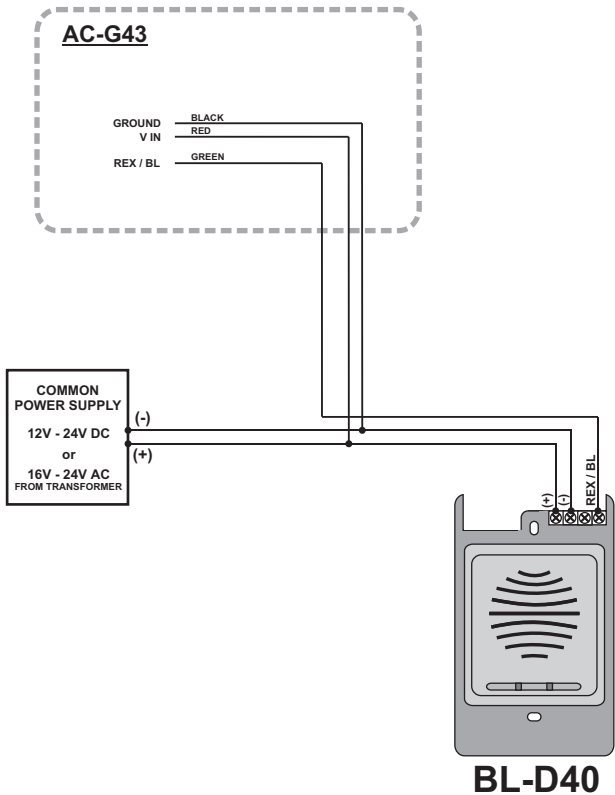 AC-G43
GROUND BLACK
V IN RED
REX / BL GREEN
COMMON
POWER SUPPLY
12V - 24V DC
or
16V - 24V AC
FROM TRANSFORMER
(-)
(+)
(+)
(-)
REX / BL
BL-D40